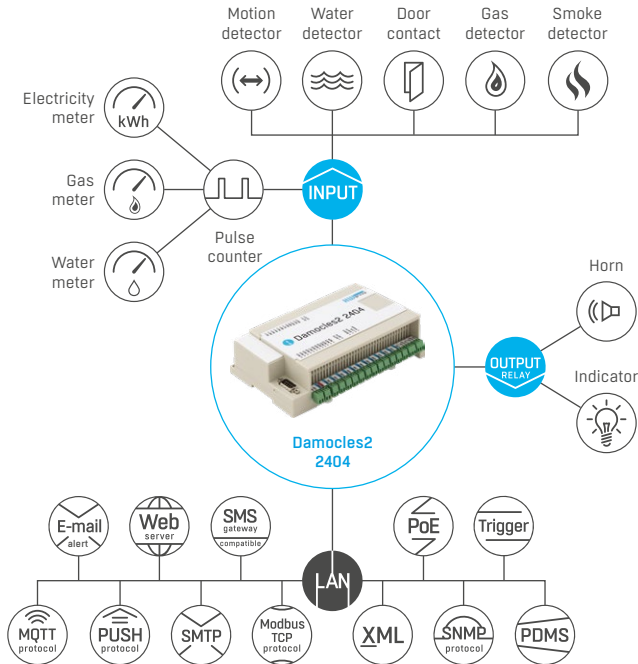 Motion
detector
Water
detector
Door
contact
Gas
detector
Smoke
detector
Electricity
meter
kWh
Gas
meter
Water
meter
Pulse
counter
INPUT
Damocles2 2404
Damocles2
2404
OUTPUT
RELAY
Horn
Indicator
E-mail
alert
Web
server
SMS
gateway
compatible
PoE
Trigger
LAN
MQTT
protocol
PUSH
protocol
SMTP
Modbus
TCP
protocol
XML
SNMP
protocol
PDMS